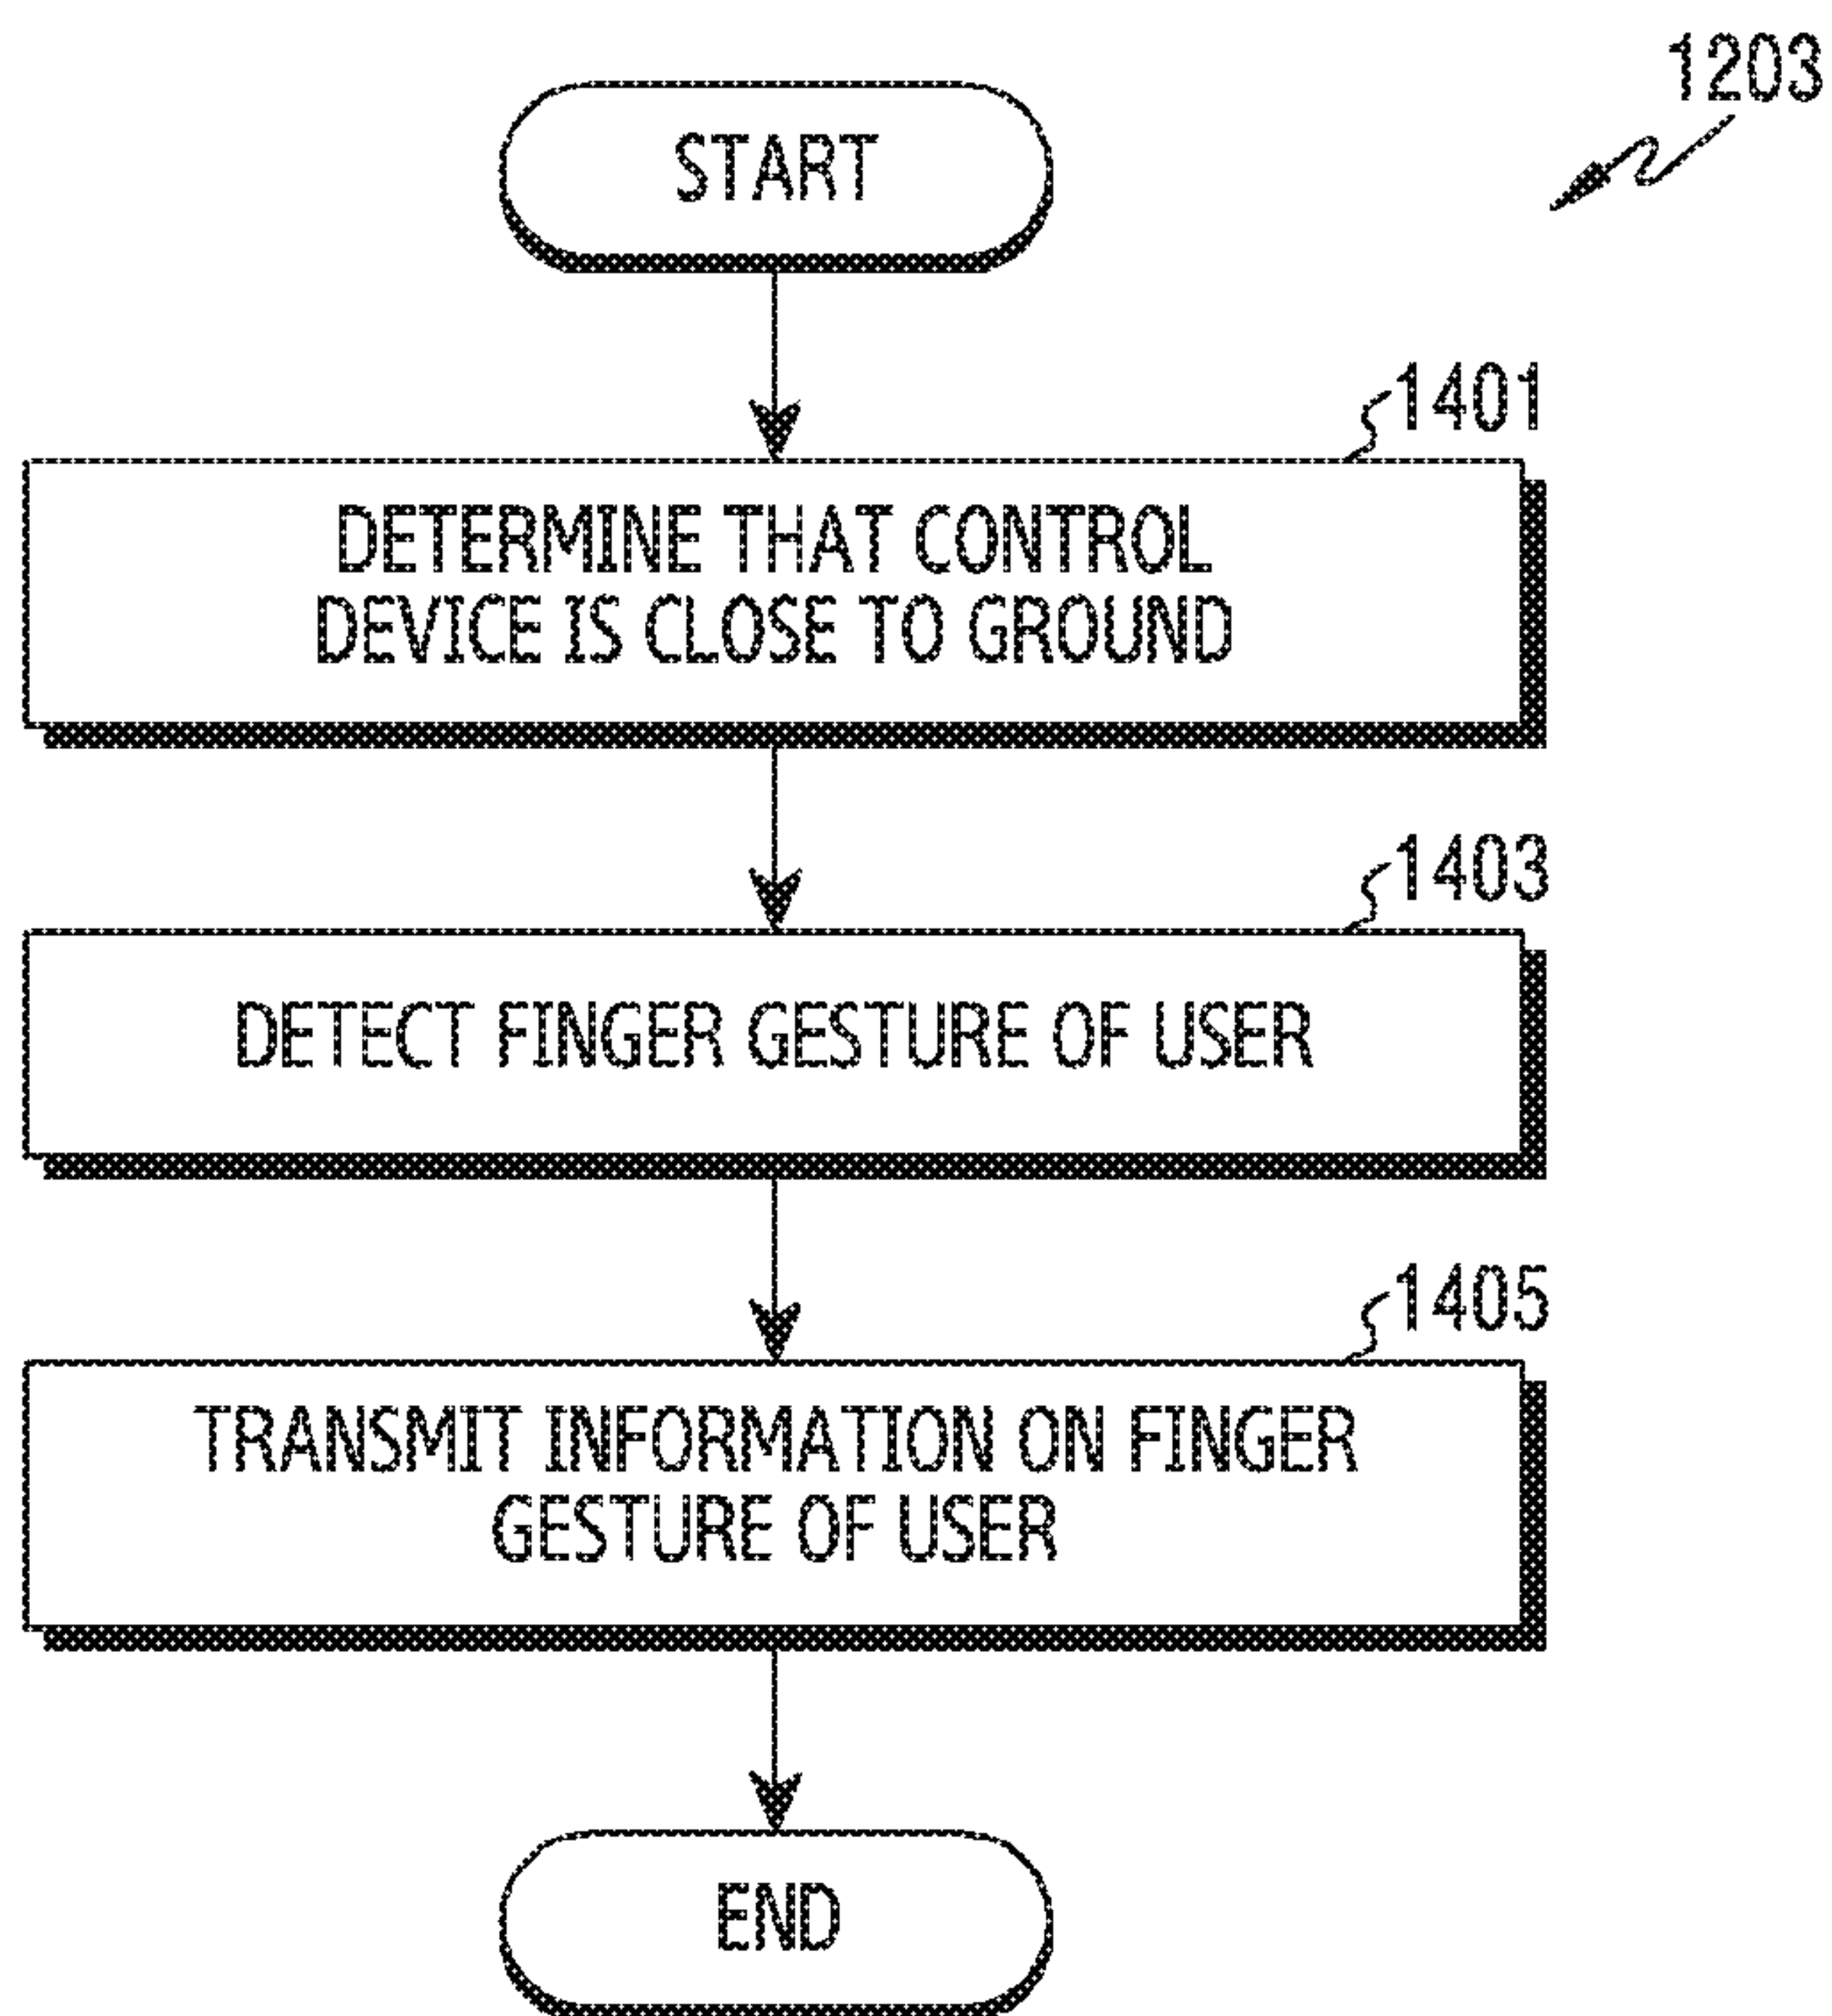 1203
START
1401
DETERMINE THAT CONTROL
DEVICE IS CLOSE TO GROUND
1403
DETECT FINGER GESTURE OF USER
1405
TRANSMIT INFORMATION ON FINGER
GESTURE OF USER
END